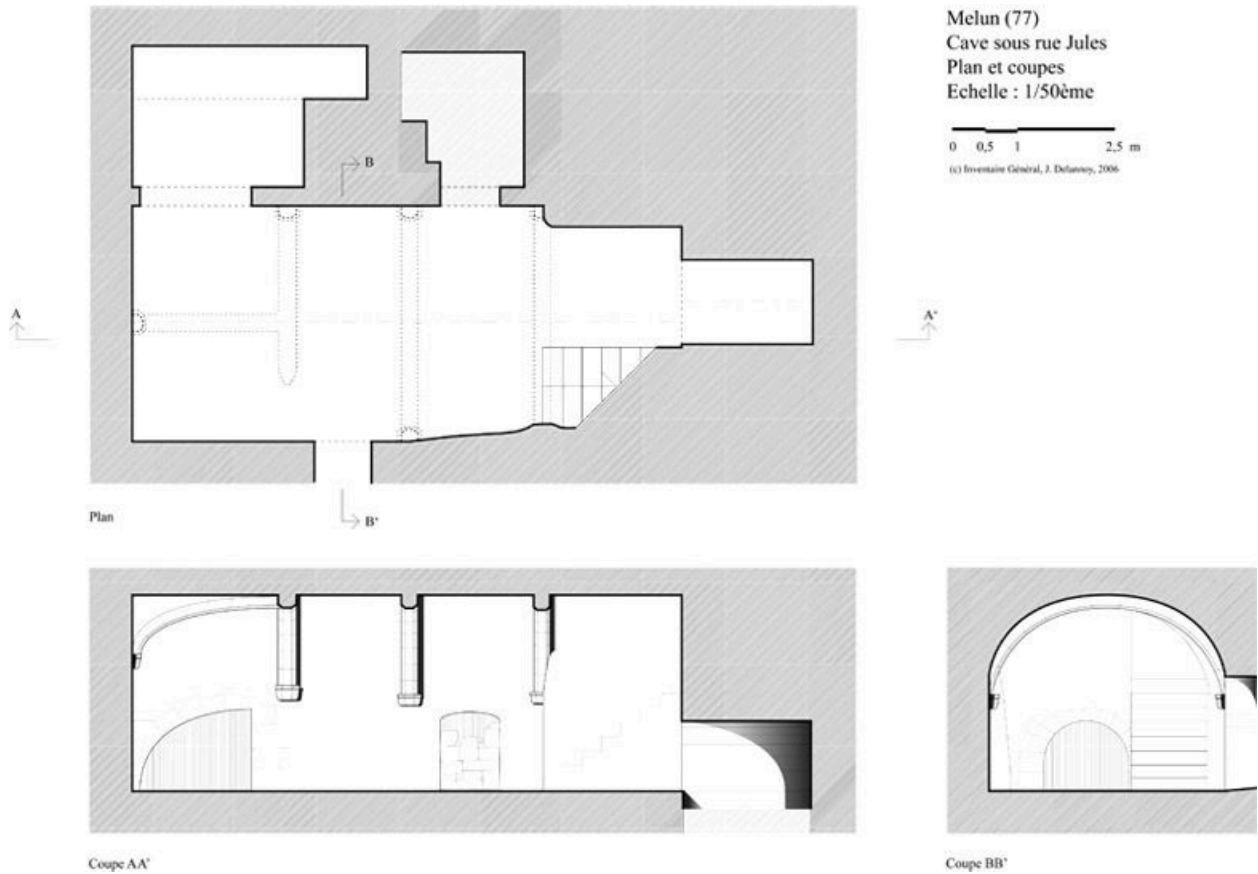 Melun (77)
Cave sous rue Jules
Plan et coupes
Echelle : 1/50ème
0 0,5 1 2,5 m
(c) Inventaire Général, J. Delannoy, 2006
B
A
A'
B'
Plan
Coupe AA'
Coupe BB'